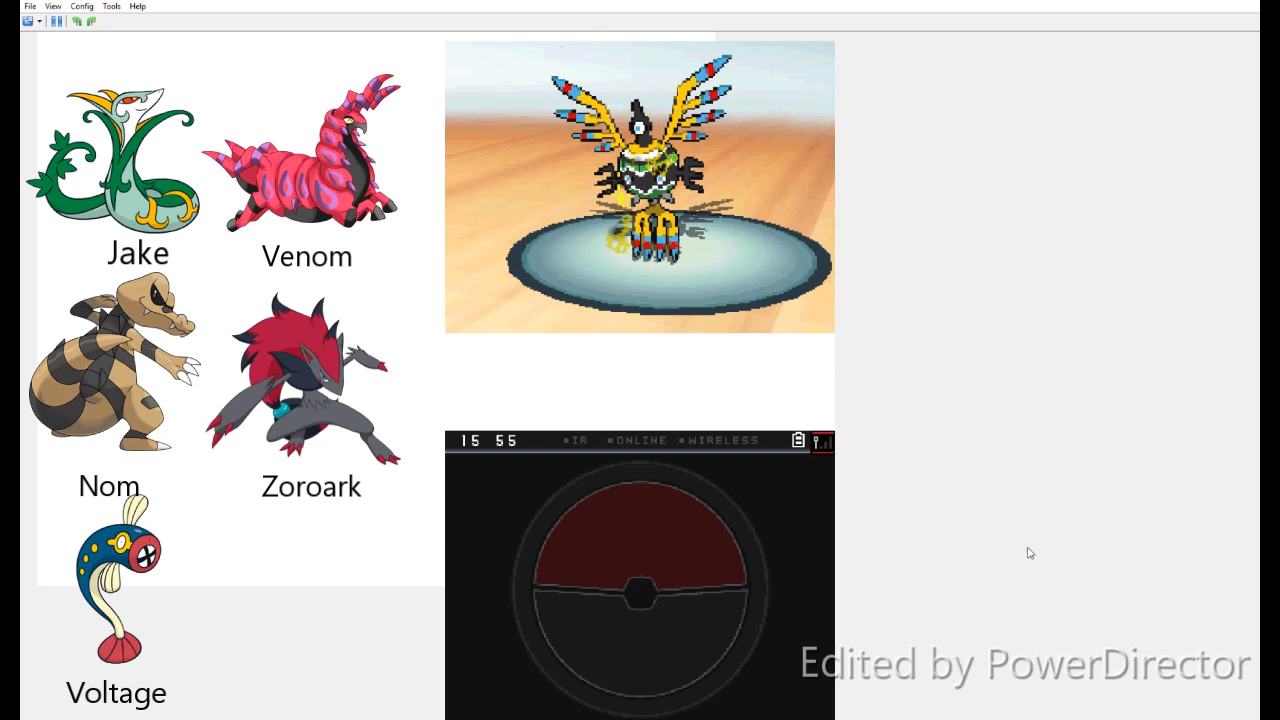 File View Config Tools Help
Jake
Venom
Nom
Zoroark
Voltage
15 55 IR ONLINE WIRELESS
Edited by PowerDirector